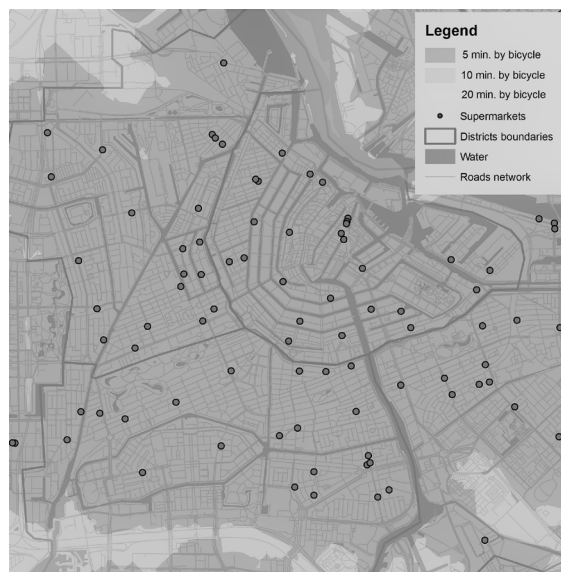 Legend
5 min. by bicycle
10 min. by bicycle
20 min. by bicycle
Supermarkets
Districts boundaries
Water
Roads network